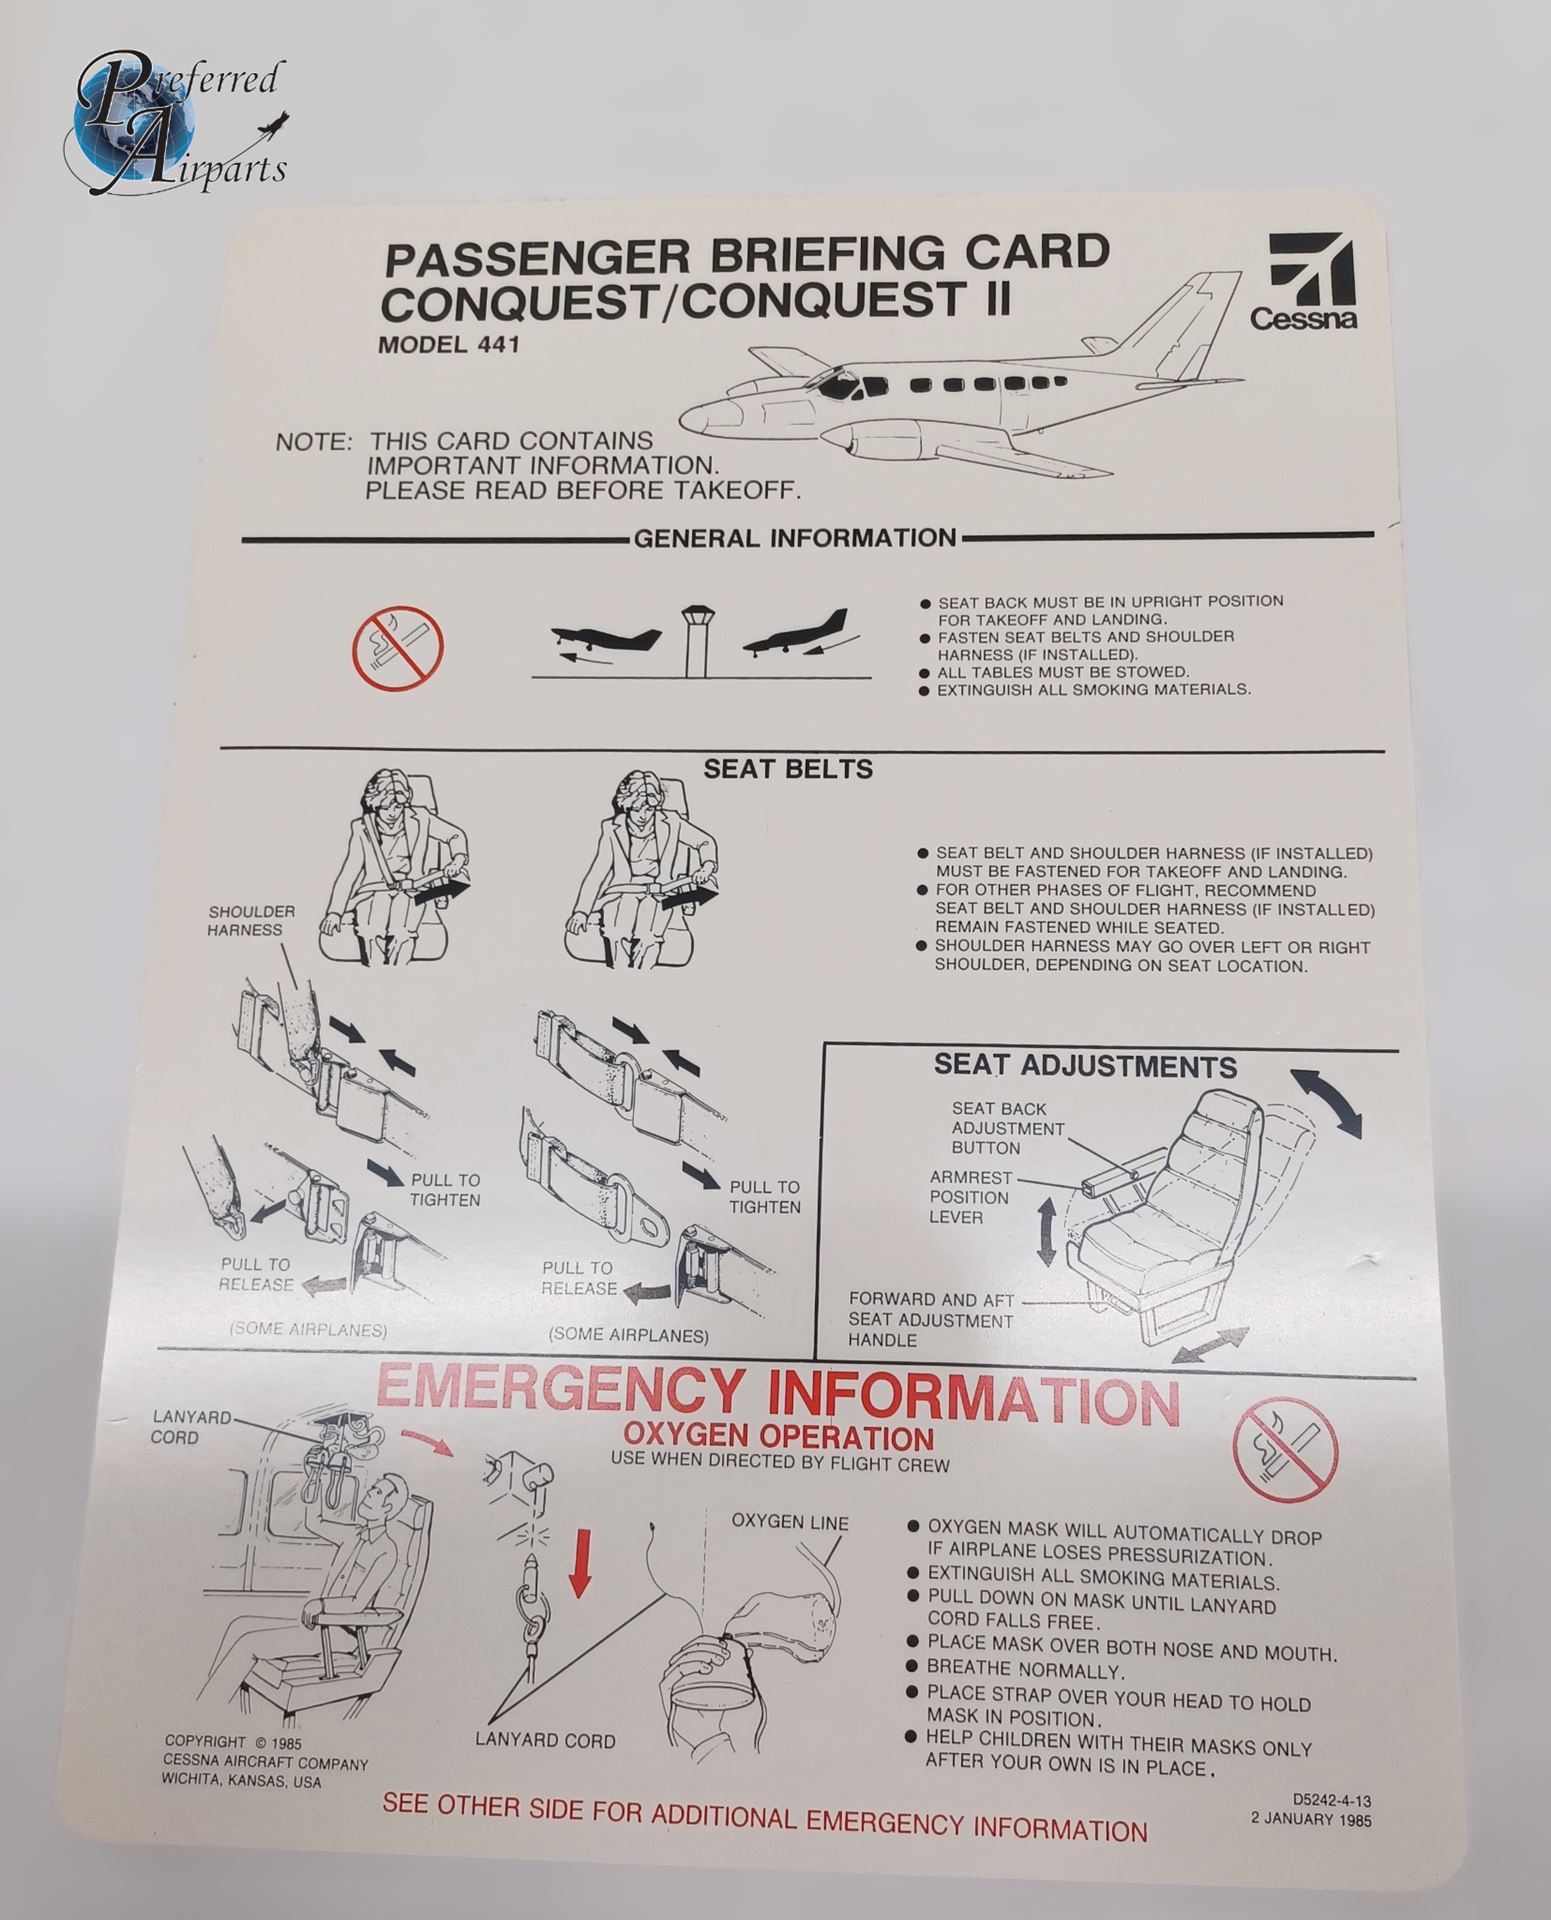 Preferred
Airparts
PASSENGER BRIEFING CARD
CONQUEST/CONQUEST II
MODEL 441
Cessna
NOTE: THIS CARD CONTAINS
IMPORTANT INFORMATION.
PLEASE READ BEFORE TAKEOFF.
GENERAL INFORMATION
● SEAT BACK MUST BE IN UPRIGHT POSITION
FOR TAKEOFF AND LANDING.
● FASTEN SEAT BELTS AND SHOULDER
HARNESS (IF INSTALLED).
● ALL TABLES MUST BE STOWED.
● EXTINGUISH ALL SMOKING MATERIALS.
SEAT BELTS
● SEAT BELT AND SHOULDER HARNESS (IF INSTALLED)
MUST BE FASTENED FOR TAKEOFF AND LANDING.
● FOR OTHER PHASES OF FLIGHT, RECOMMEND
SEAT BELT AND SHOULDER HARNESS (IF INSTALLED)
REMAIN FASTENED WHILE SEATED.
● SHOULDER HARNESS MAY GO OVER LEFT OR RIGHT
SHOULDER, DEPENDING ON SEAT LOCATION.
SHOULDER
HARNESS
PULL TO
TIGHTEN
PULL TO
RELEASE
(SOME AIRPLANES)
PULL TO
TIGHTEN
PULL TO
RELEASE
(SOME AIRPLANES)
SEAT ADJUSTMENTS
SEAT BACK
ADJUSTMENT
BUTTON
ARMREST
POSITION
LEVER
FORWARD AND AFT
SEAT ADJUSTMENT
HANDLE
EMERGENCY INFORMATION
OXYGEN OPERATION
USE WHEN DIRECTED BY FLIGHT CREW
LANYARD
CORD
OXYGEN LINE
LANYARD CORD
● OXYGEN MASK WILL AUTOMATICALLY DROP
IF AIRPLANE LOSES PRESSURIZATION.
● EXTINGUISH ALL SMOKING MATERIALS.
● PULL DOWN ON MASK UNTIL LANYARD
CORD FALLS FREE.
● PLACE MASK OVER BOTH NOSE AND MOUTH.
● BREATHE NORMALLY.
● PLACE STRAP OVER YOUR HEAD TO HOLD
MASK IN POSITION.
● HELP CHILDREN WITH THEIR MASKS ONLY
AFTER YOUR OWN IS IN PLACE.
COPYRIGHT © 1985
CESSNA AIRCRAFT COMPANY
WICHITA, KANSAS, USA
SEE OTHER SIDE FOR ADDITIONAL EMERGENCY INFORMATION
D5242-4-13
2 JANUARY 1985